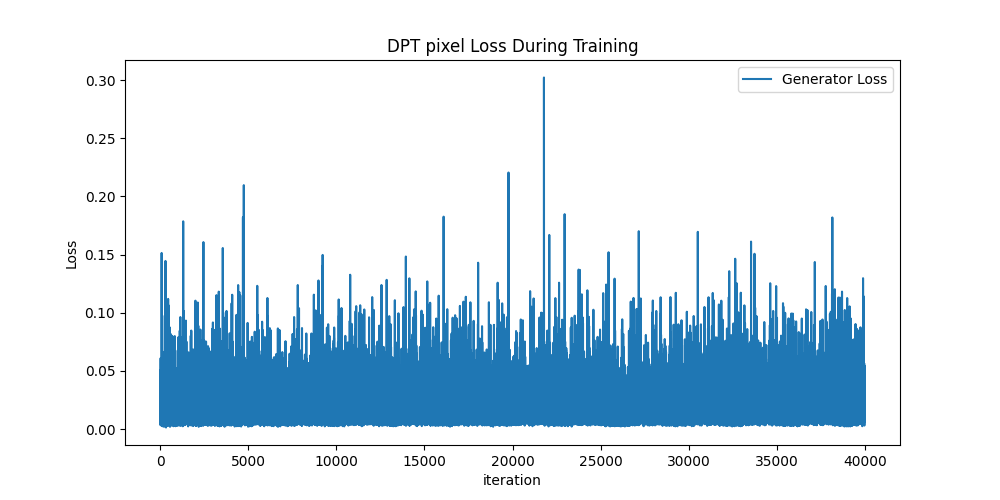 DPT pixel Loss During Training
Generator Loss
0.30
0.25
0.20
0.15
0.10
0.05
0.00
Loss
0 5000 10000 15000 20000 25000 30000 35000 40000
iteration